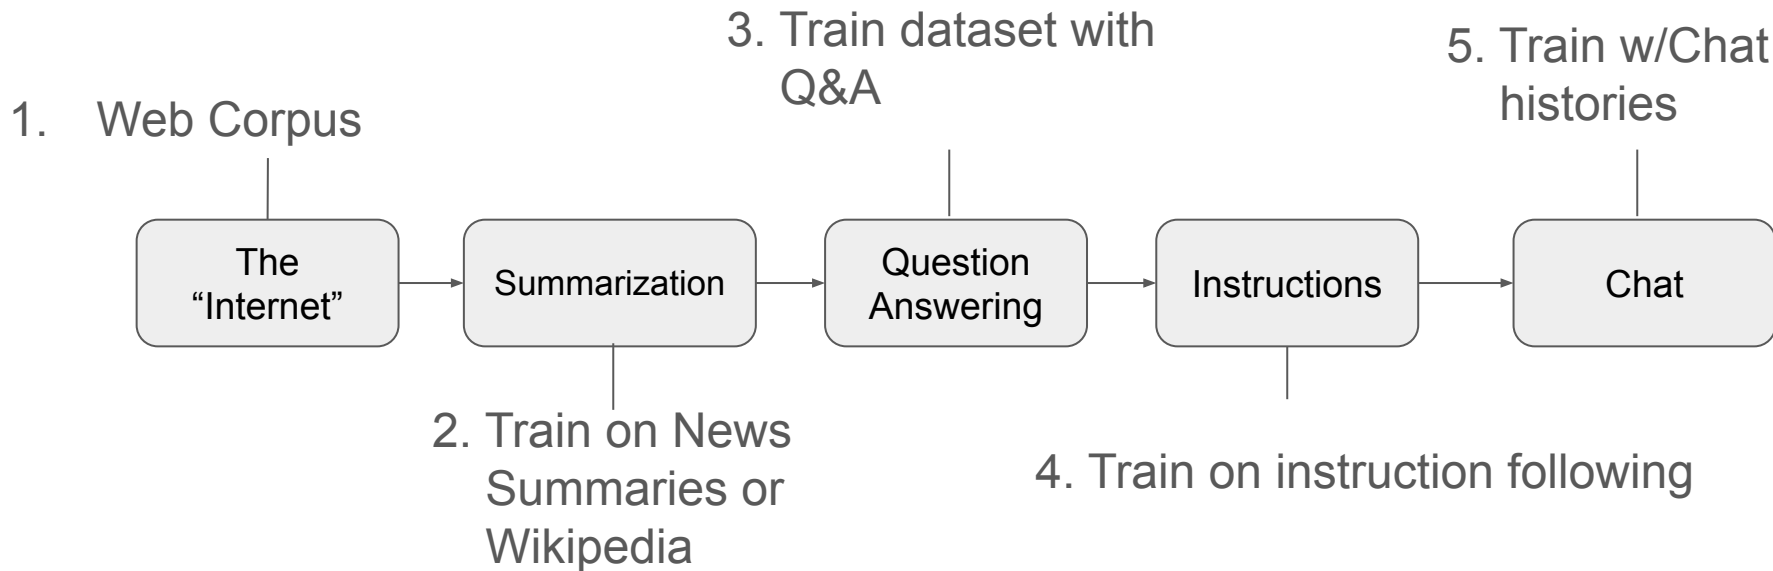 3. Train dataset with
Q&A
5. Train w/Chat
histories
1. Web Corpus
The
“Internet”
Summarization
Question
Answering
Instructions
Chat
2. Train on News
Summaries or
Wikipedia
4. Train on instruction following